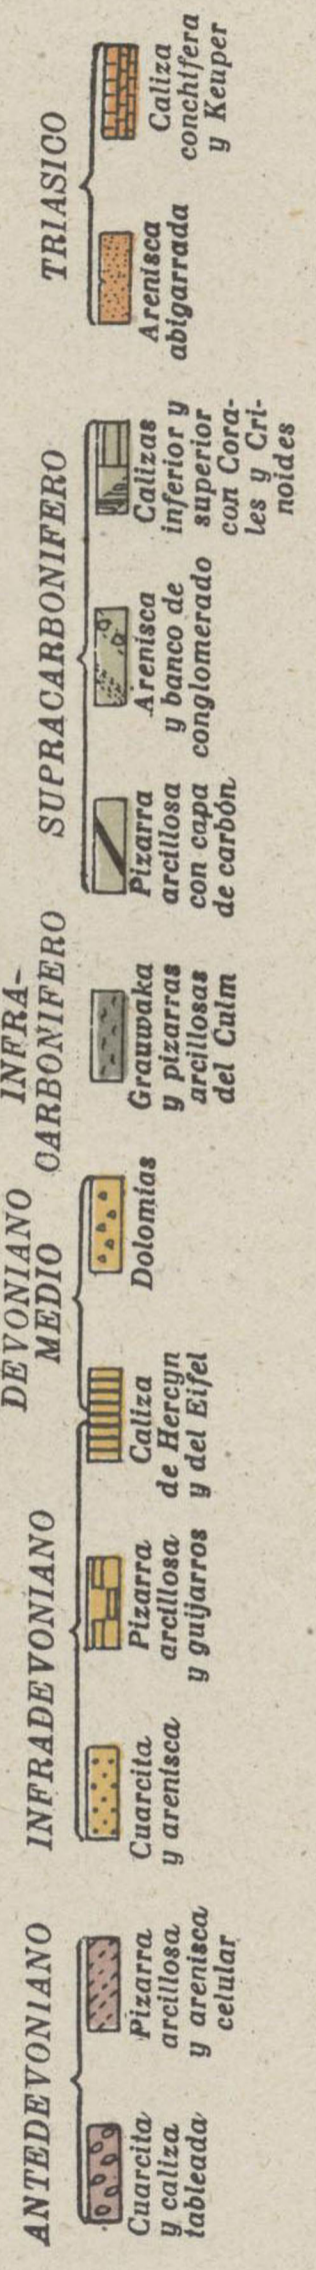 ANTEDEVONIANO
Cuarcita
y caliza
tableada
Pizarra
arcillosa
y arenisca
celular
INFRADEVONIANO
Cuarcita
y arenisca
Pizarra
arcillosa
y guijarros
Caliza
de Hercyn
y del Eifel
DEVONIANO
MEDIO
Dolomias
INFRA-
CARBONIFERO
Grauwaka
y pizarras
arcillosas
del Culm
SUPRACARBONIFERO
Pizarra
arcillosa
con capa
de carbón
Arenisca
y banco de
conglomerado
Calizas
inferior y
superior
con Cora-
les y Cri-
noides
TRIASICO
Arenisca
abigarrada
Caliza
conchifera
y Keuper